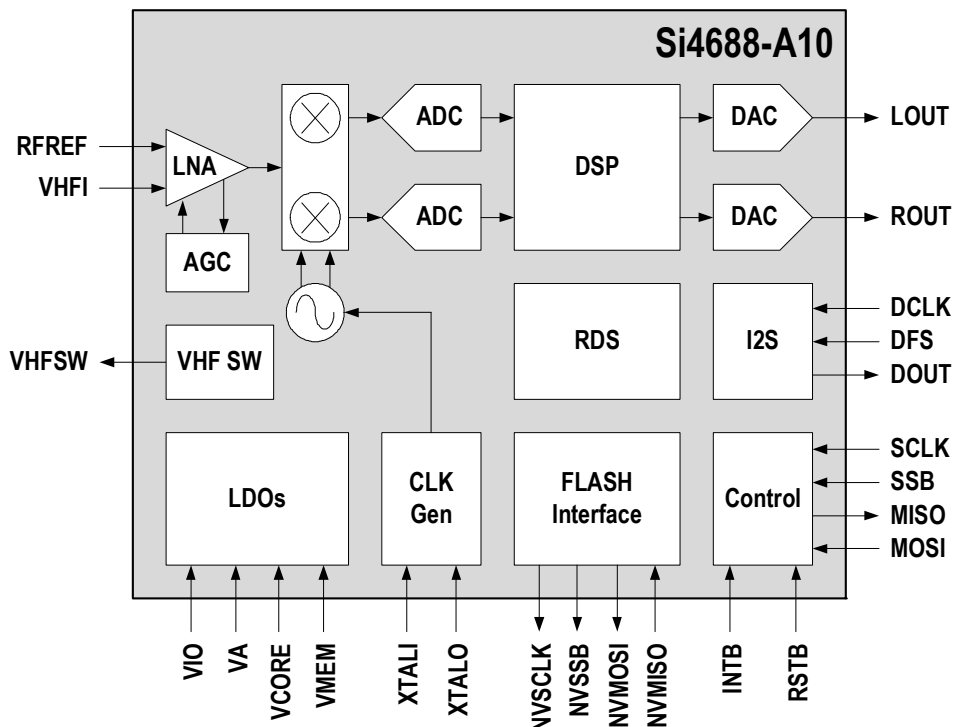 Si4688-A10
RFREF
VHFI
LNA
AGC
ADC
ADC
DSP
DAC
DAC
LOUT
ROUT
VHFSW
VHF SW
RDS
I2S
DCLK
DFS
DOUT
LDOs
CLK
Gen
FLASH
Interface
Control
SCLK
SSB
MISO
MOSI
VIO
VA
VCORE
VMEM
XTALI
XTALO
NVSCLK
NVSSB
NVMOSI
NVMISO
INTB
RSTB